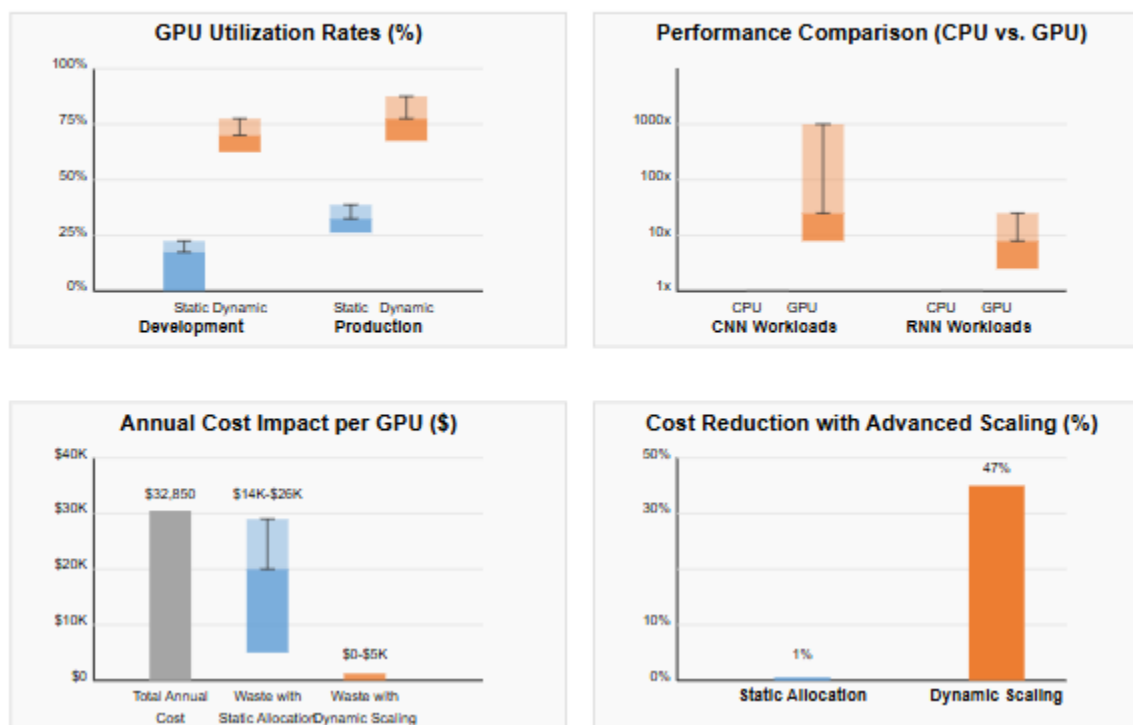 GPU Utilization Rates (%)
100%
75%
50%
25%
0%
Static Dynamic
Static Dynamic
Development
Production
Performance Comparison (CPU vs. GPU)
1000x
100x
10x
1x
CPU GPU
CPU GPU
CNN Workloads
RNN Workloads
Annual Cost Impact per GPU ($)
$40K
$30K
$20K
$10K
$0
$32,850
$14K-$26K
$0-$5K
Total Annual
Cost
Waste with
Static Allocation
Waste with
Dynamic Scaling
Cost Reduction with Advanced Scaling (%)
50%
30%
10%
0%
1%
47%
Static Allocation
Dynamic Scaling